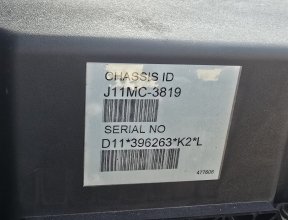 CHASSIS ID
J11MC-3819
SERIAL NO
D11*396263*K2*L
477606